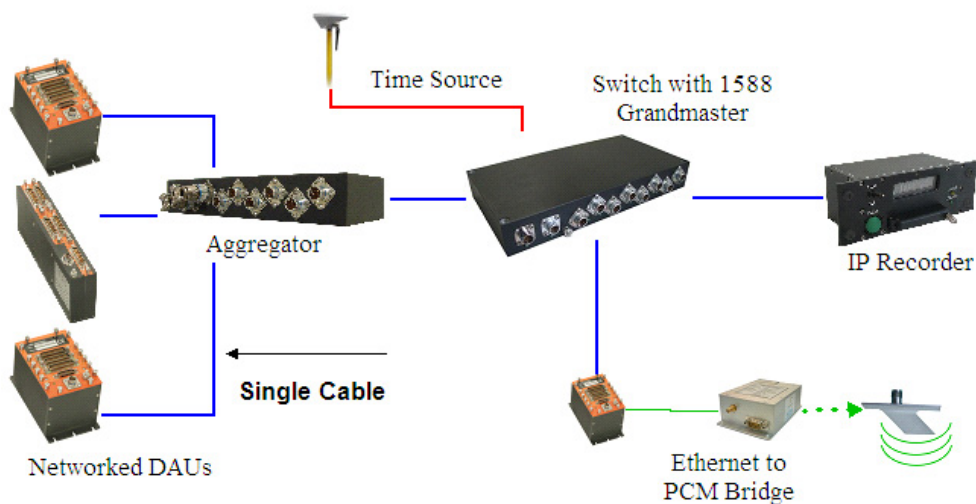 Time Source
Switch with 1588
Grandmaster
Aggregator
IP Recorder
Single Cable
Networked DAUs
Ethernet to
PCM Bridge